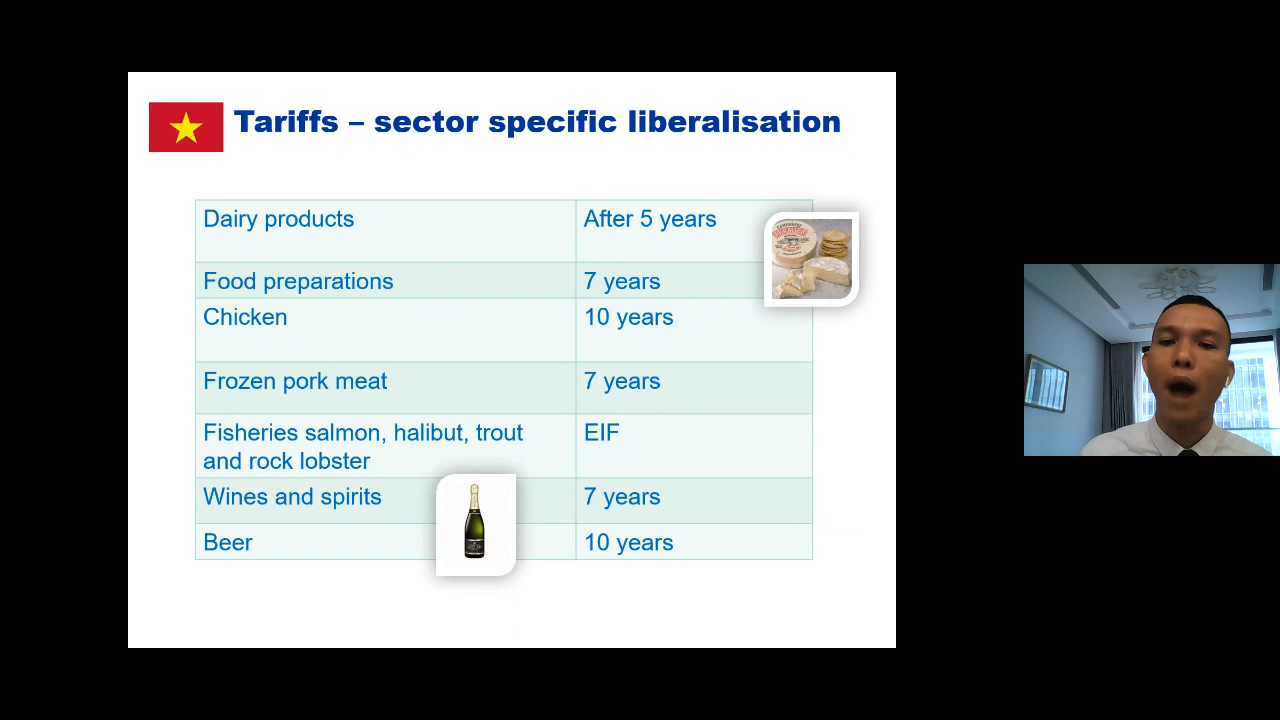 Tariffs – sector specific liberalisation
Dairy products
After 5 years
Food preparations
7 years
Chicken
10 years
Frozen pork meat
7 years
Fisheries salmon, halibut, trout
and rock lobster
EIF
Wines and spirits
7 years
Beer
10 years